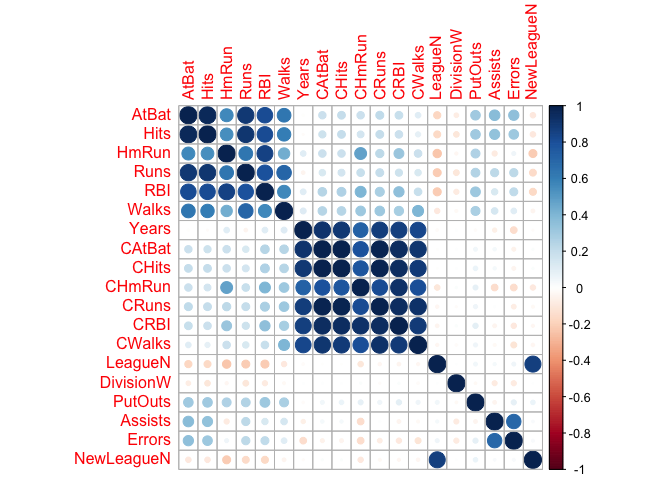 AtBat
Hits
HmRun
Runs
RBI
Walks
Years
CAtBat
CHits
CHmRun
CRuns
CRBI
CWalks
LeagueN
DivisionW
PutOuts
Assists
Errors
NewLeagueN
AtBat
Hits
HmRun
Runs
RBI
Walks
Years
CAtBat
CHits
CHmRun
CRuns
CRBI
CWalks
LeagueN
DivisionW
PutOuts
Assists
Errors
NewLeagueN
1
0.8
0.6
0.4
0.2
0
-0.2
-0.4
-0.6
-0.8
-1